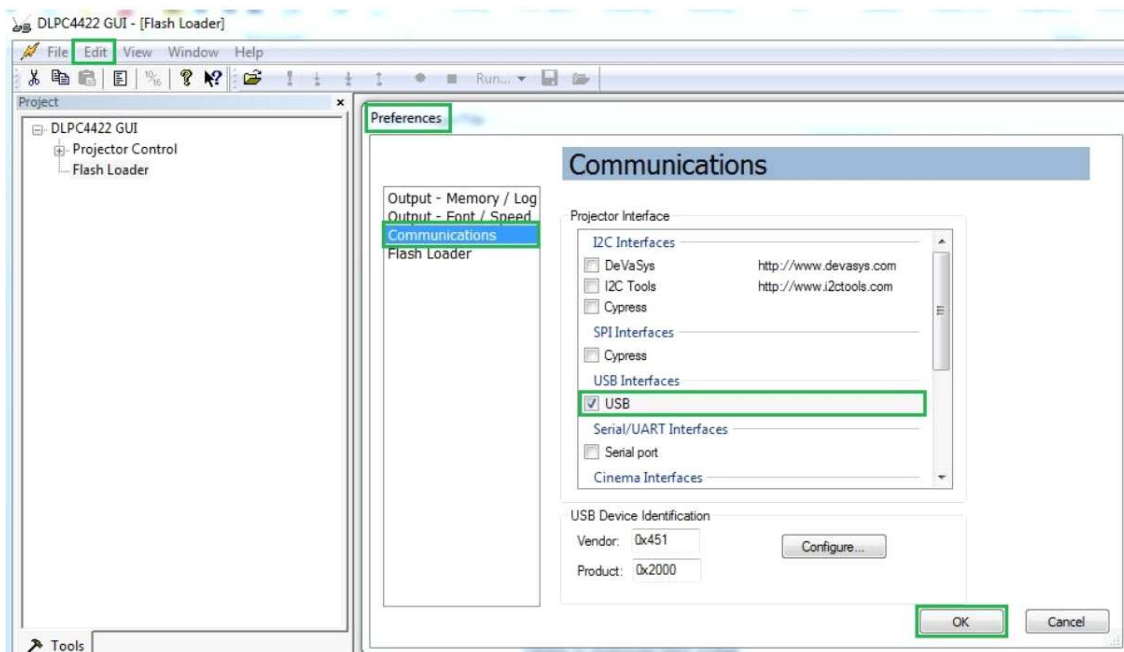 DLPC4422 GUI - [Flash Loader]
File Edit View Window Help
Run...
Project
DLPC4422 GUI
Projector Control
Flash Loader
Tools
Preferences
Output - Memory / Log
Output - Font / Speed
Communications
Flash Loader
Communications
Projector Interface
I2C Interfaces
DeVaSys http://www.devasys.com
I2C Tools http://www.i2ctools.com
Cypress
SPI Interfaces
Cypress
USB Interfaces
USB
Serial/UART Interfaces
Serial port
Cinema Interfaces
USB Device Identification
Vendor: 0x451
Configure...
Product: 0x2000
OK Cancel